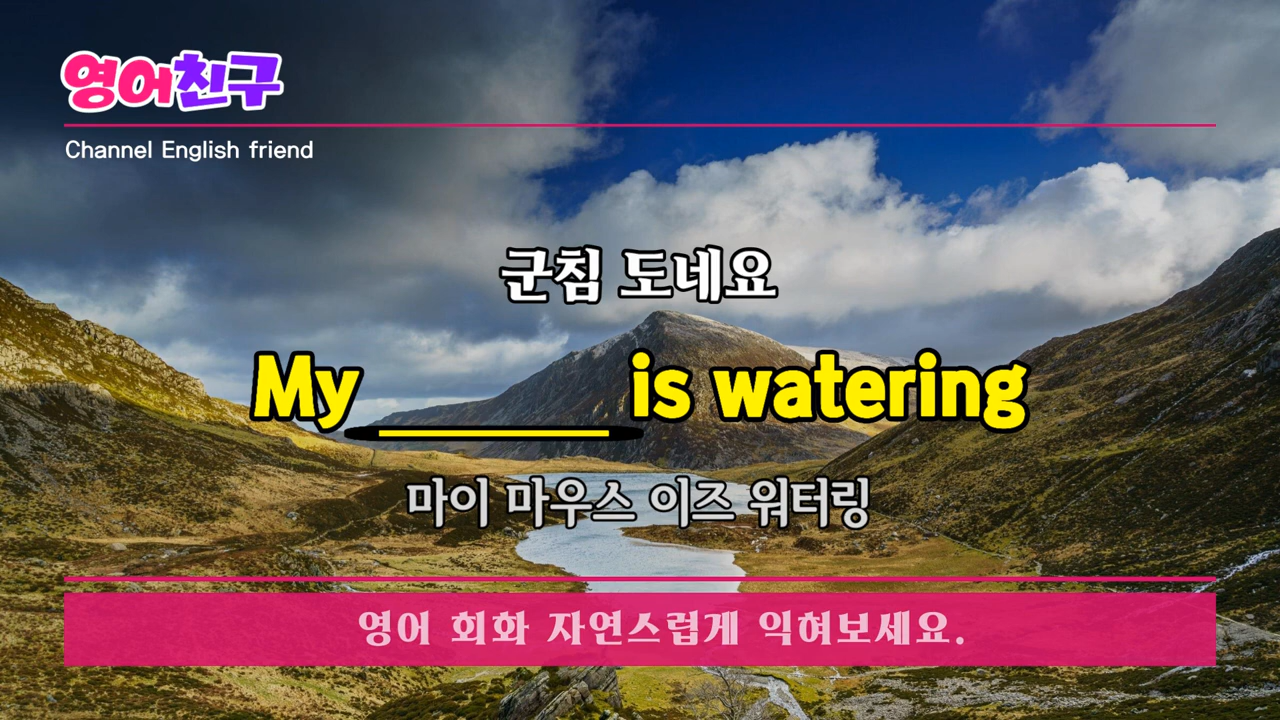 영어친구
Channel English friend
군침 도네요
My ______ is watering
마이 마우스 이즈 워터링
영어 회화 자연스럽게 익혀보세요.